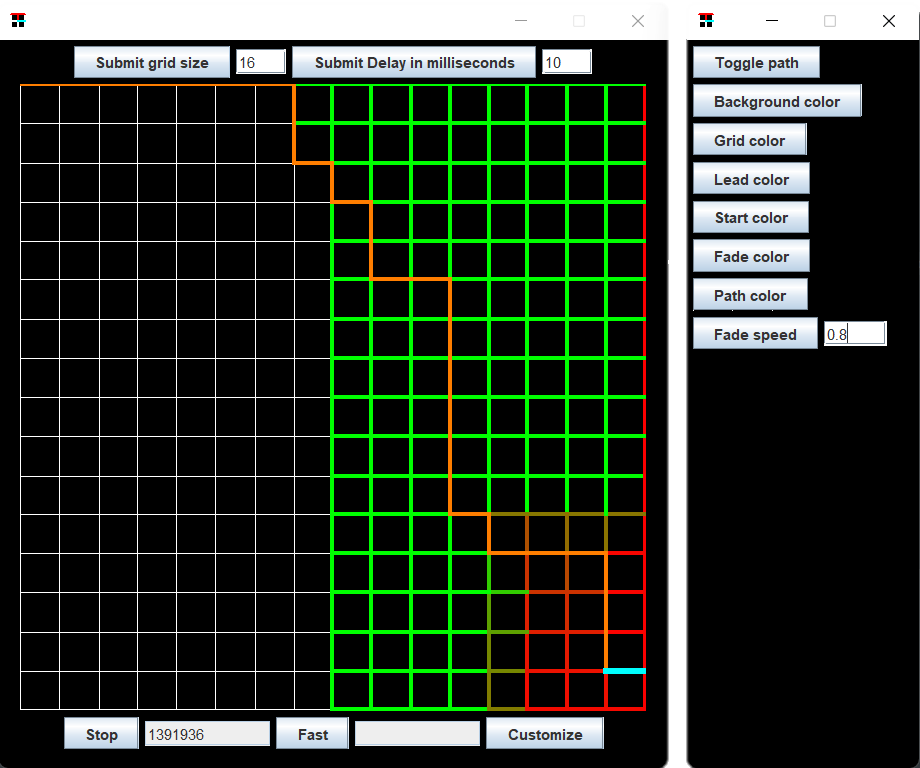 Submit grid size 16 Submit Delay in milliseconds 10
Stop 1391936 Fast Customize
Toggle path
Background color
Grid color
Lead color
Start color
Fade color
Path color
Fade speed 0.8